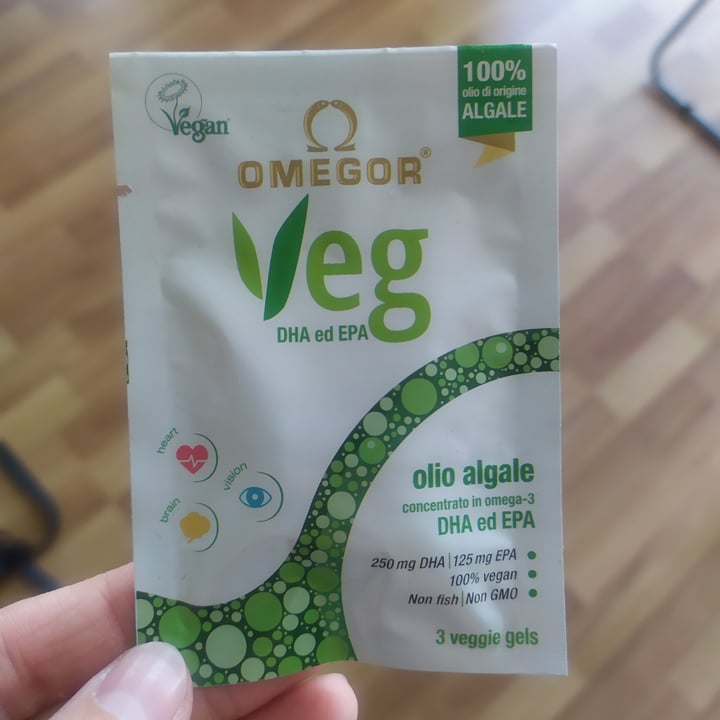 Vegan
100%
olio di origine
ALGALE
OMEGOR®
Veg
DHA ed EPA
heart
vision
brain
olio algale
concentrato in omega-3
DHA ed EPA
250 mg DHA | 125 mg EPA
100% vegan
Non fish | Non GMO
3 veggie gels